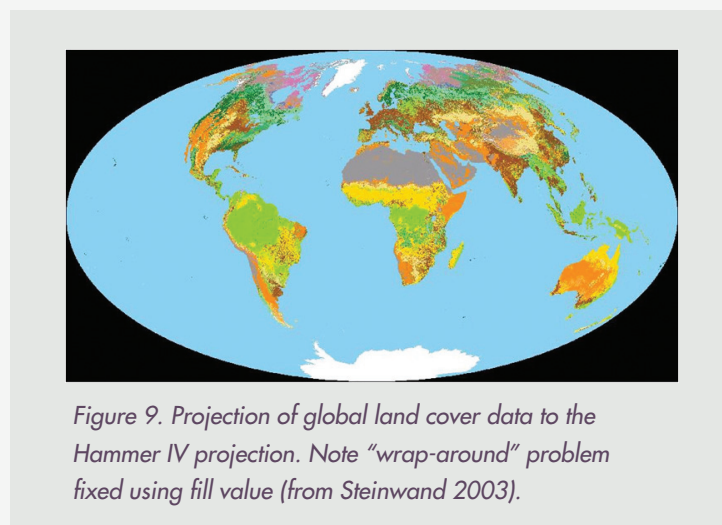 Figure 9. Projection of global land cover data to the
Hammer IV projection. Note “wrap-around” problem
fixed using fill value (from Steinwand 2003).